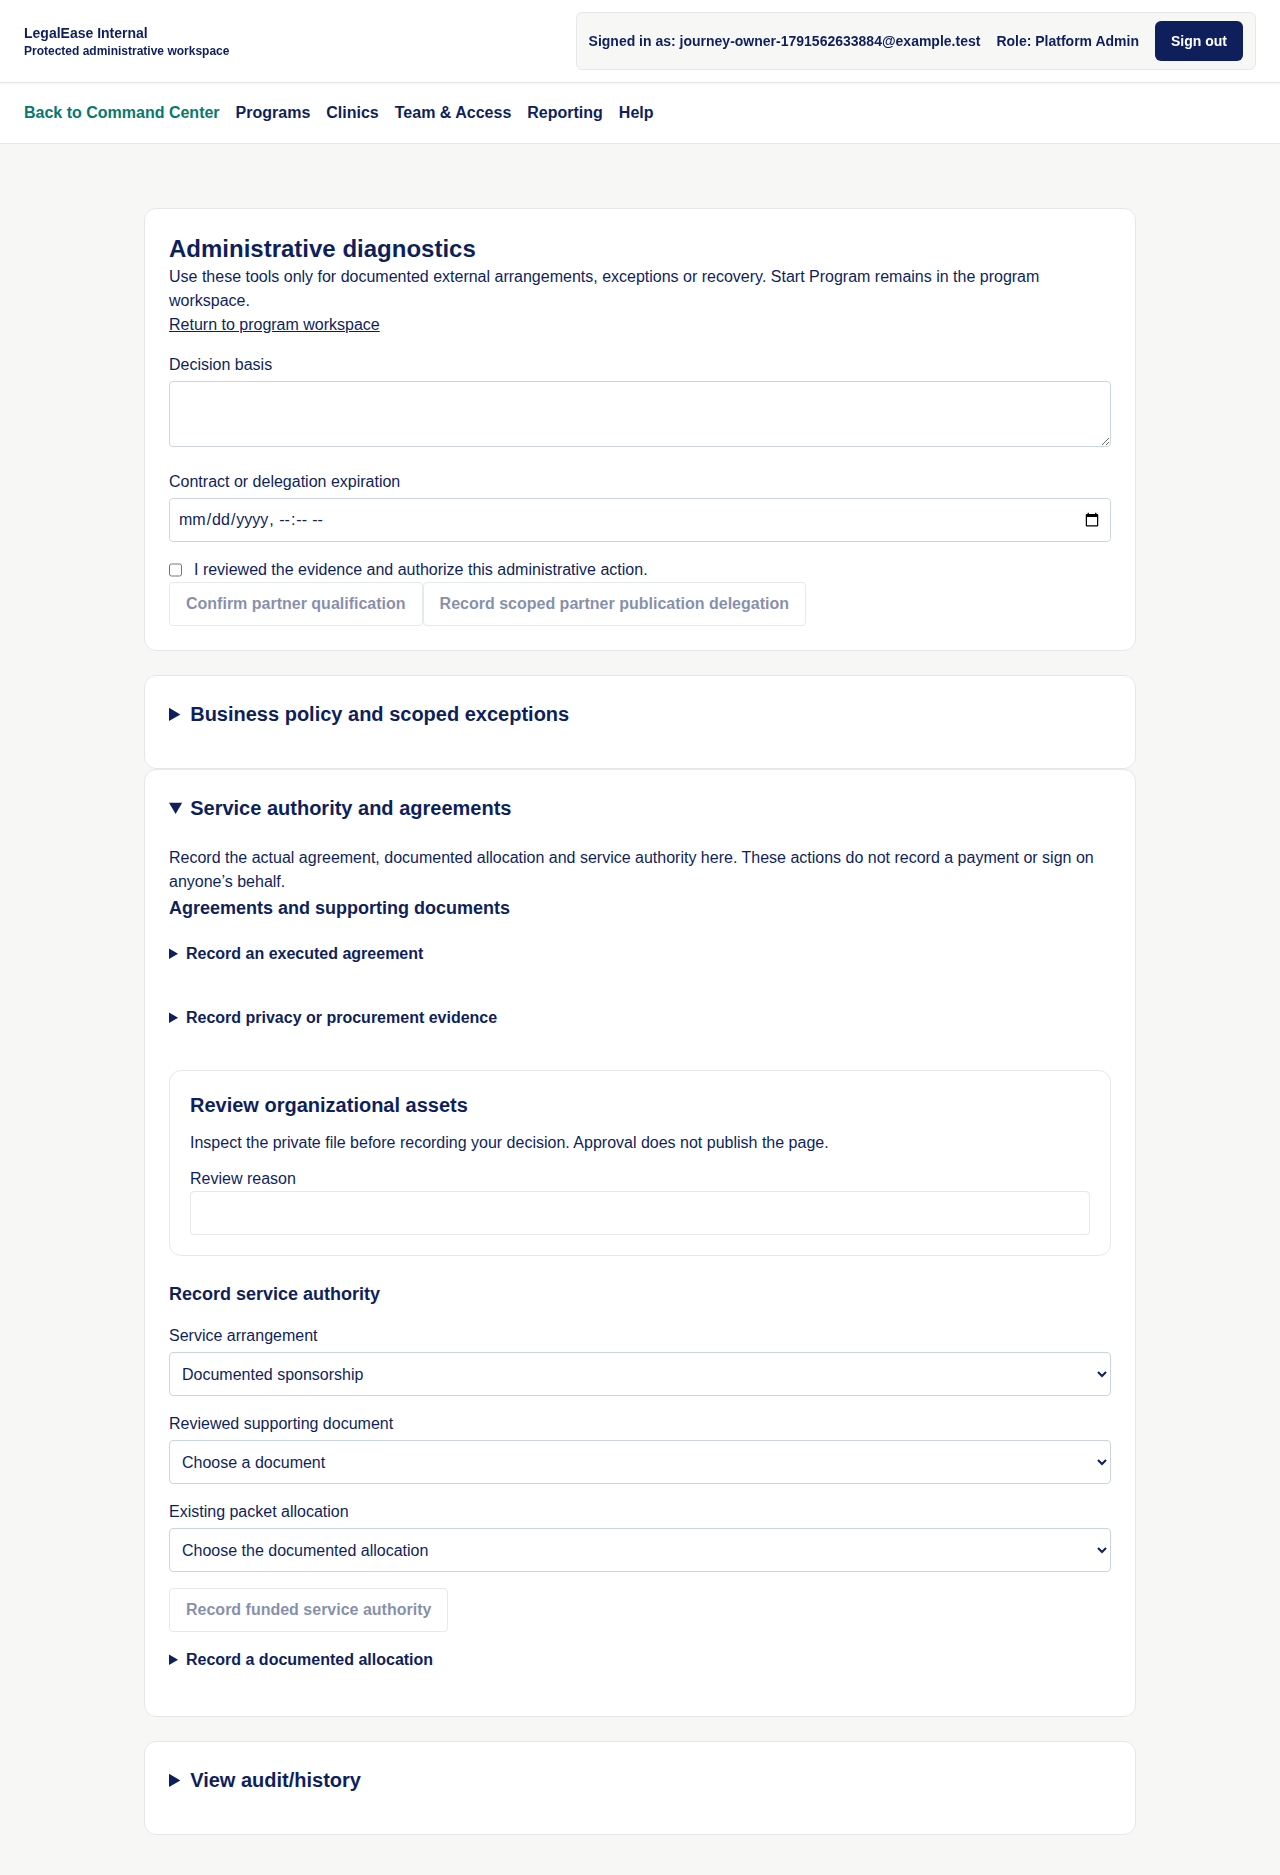 LegalEase Internal
Protected administrative workspace
Signed in as: journey-owner-1791562633884@example.test
Role: Platform Admin
Sign out
Back to Command Center
Programs
Clinics
Team & Access
Reporting
Help
Administrative diagnostics
Use these tools only for documented external arrangements, exceptions or recovery. Start Program remains in the program
workspace.
Return to program workspace
Decision basis
Contract or delegation expiration
mm/dd/yyyy, --:-- --
I reviewed the evidence and authorize this administrative action.
Confirm partner qualification
Record scoped partner publication delegation
Business policy and scoped exceptions
Service authority and agreements
Record the actual agreement, documented allocation and service authority here. These actions do not record a payment or sign on
anyone’s behalf.
Agreements and supporting documents
Record an executed agreement
Record privacy or procurement evidence
Review organizational assets
Inspect the private file before recording your decision. Approval does not publish the page.
Review reason
Record service authority
Service arrangement
Documented sponsorship
Reviewed supporting document
Choose a document
Existing packet allocation
Choose the documented allocation
Record funded service authority
Record a documented allocation
View audit/history